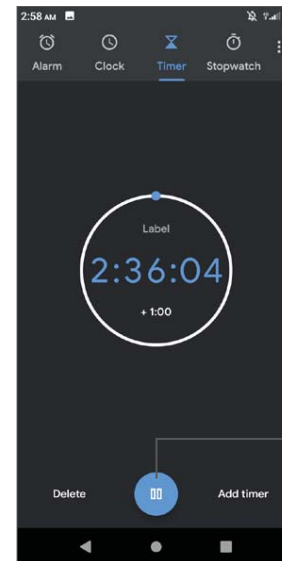 2:58 AM
Alarm Clock Timer Stopwatch
Label
2:36:04
+ 1:00
Delete Add timer